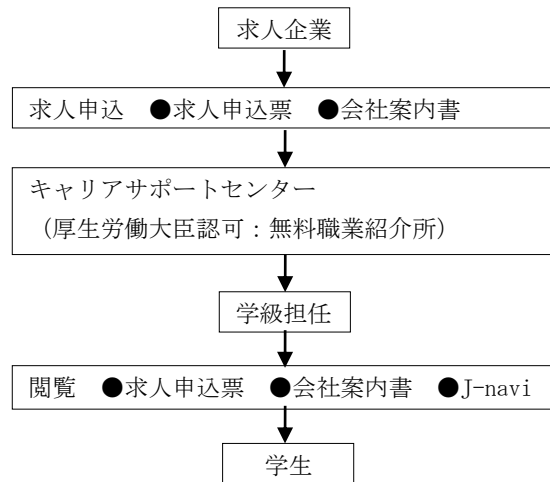 求人企業
求人申込　●求人申込票　●会社案内書
キャリアサポートセンター
（厚生労働大臣認可：無料職業紹介所）
学級担任
閲覧　●求人申込票　●会社案内書　●J-navi
学生